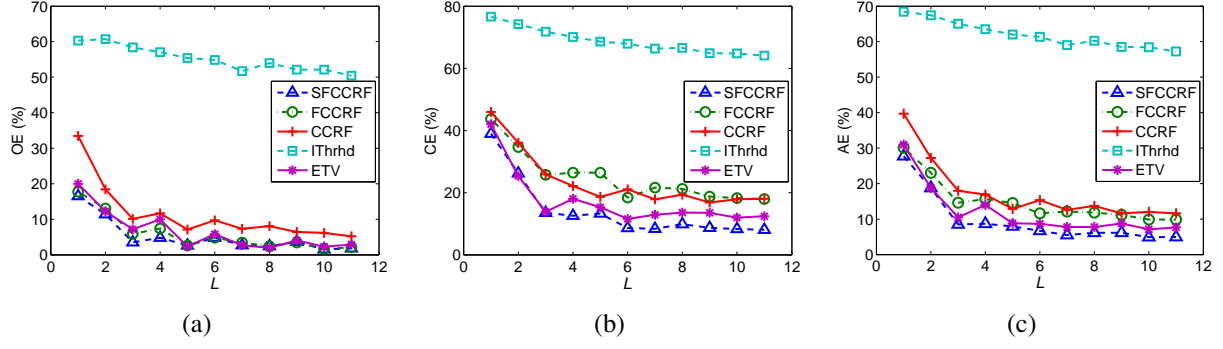 70
60
50
40
30
20
10
0
OE (%)
0 2 4 6 8 10 12
L
SFCCRF
FCCRF
CCRF
IThrhd
ETV
(a)
80
60
40
20
0
CE (%)
0 2 4 6 8 10 12
L
SFCCRF
FCCRF
CCRF
IThrhd
ETV
(b)
70
60
50
40
30
20
10
0
AE (%)
0 2 4 6 8 10 12
L
SFCCRF
FCCRF
CCRF
IThrhd
ETV
(c)